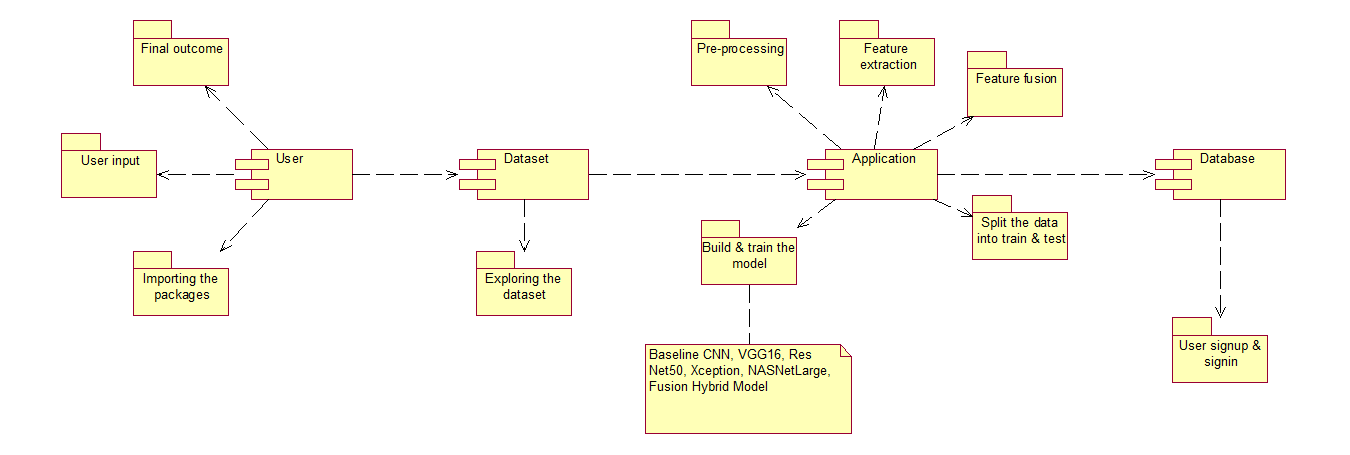 Final outcome
Pre-processing
Feature
extraction
Feature fusion
User input
User
Dataset
Application
Database
Importing the
packages
Exploring the
dataset
Build & train the
model
Split the data
into train & test
Baseline CNN, VGG16, Res
Net50, Xception, NASNetLarge,
Fusion Hybrid Model
User signup &
signin